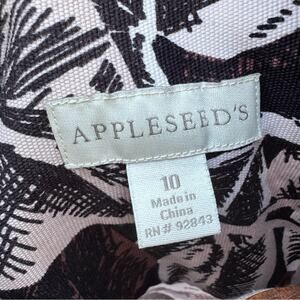 APPLESEED'S
10
Made in
China
RN# 92843